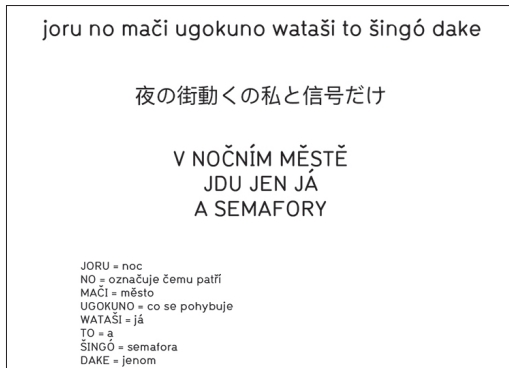 joru no mači ugokuno wataši to šingó dake
夜の街動くの私と信号だけ
V NOČNÍM MĚSTĚ
JDU JEN JÁ
A SEMAFORY
JORU = noc
NO = označuje čemu patří
MAČI = město
UGOKUNO = co se pohybuje
WATAŠI = já
TO = a
ŠINGÓ = semafora
DAKE = jenom